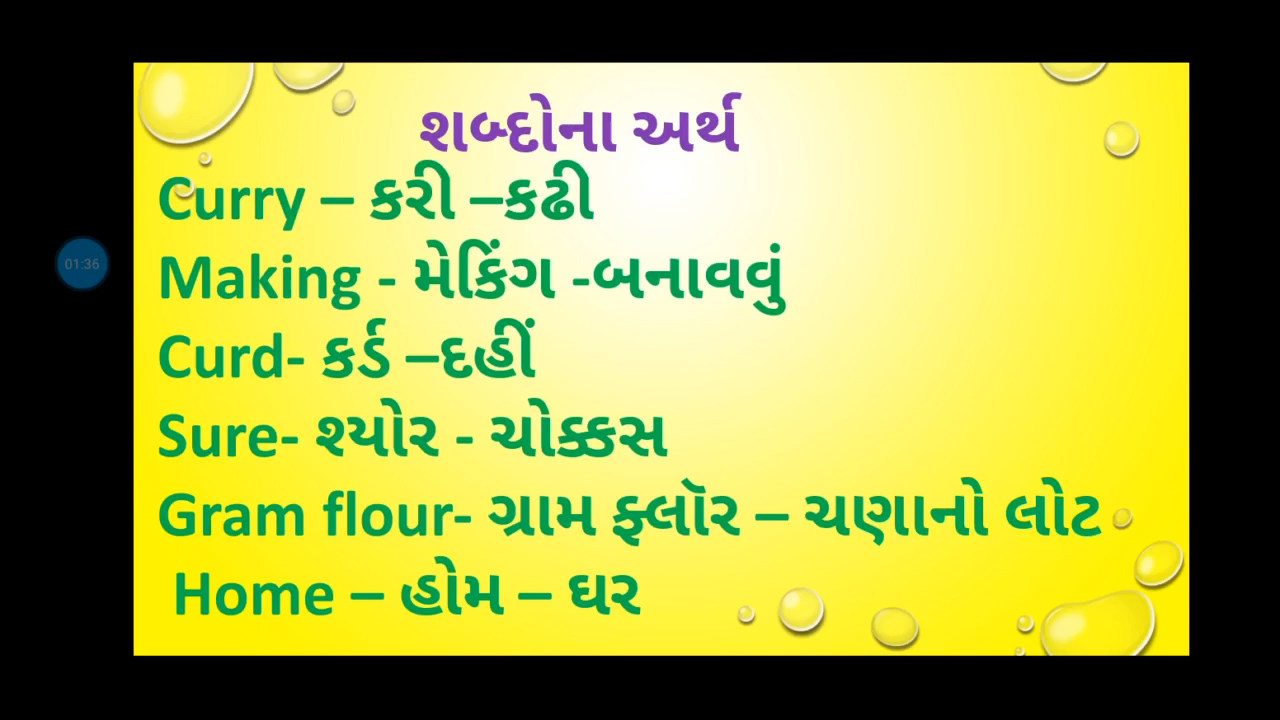 શબ્દોના અર્થ
Curry – કરી –કઢી
Making - મેકિંગ -બનાવવું
01:36
Curd- કર્ડ –દહીં
Sure- શ્યોર - ચોક્કસ
Gram flour- ગ્રામ ફ્લૉર – ચણાનો લોટ
Home – હોમ – ઘર